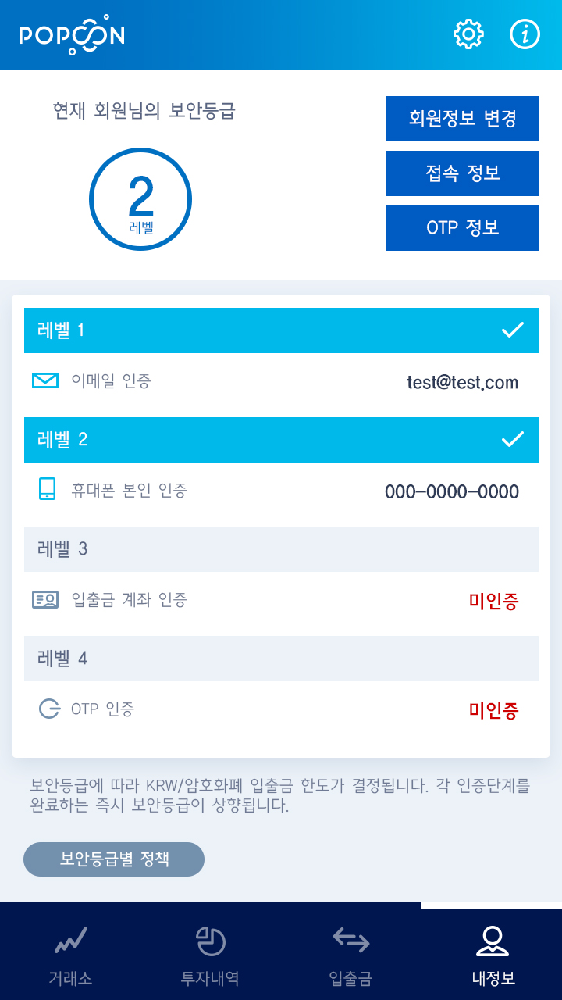 POPCOON
현재 회원님의 보안등급
2
레벨
회원정보 변경
접속 정보
OTP 정보
레벨 1
이메일 인증 test@test.com
레벨 2
휴대폰 본인 인증 000-0000-0000
레벨 3
입출금 계좌 인증 미인증
레벨 4
OTP 인증 미인증
보안등급에 따라 KRW/암호화폐 입출금 한도가 결정됩니다. 각 인증단계를
완료하는 즉시 보안등급이 상향됩니다.
보안등급별 정책
거래소 투자내역 입출금 내정보